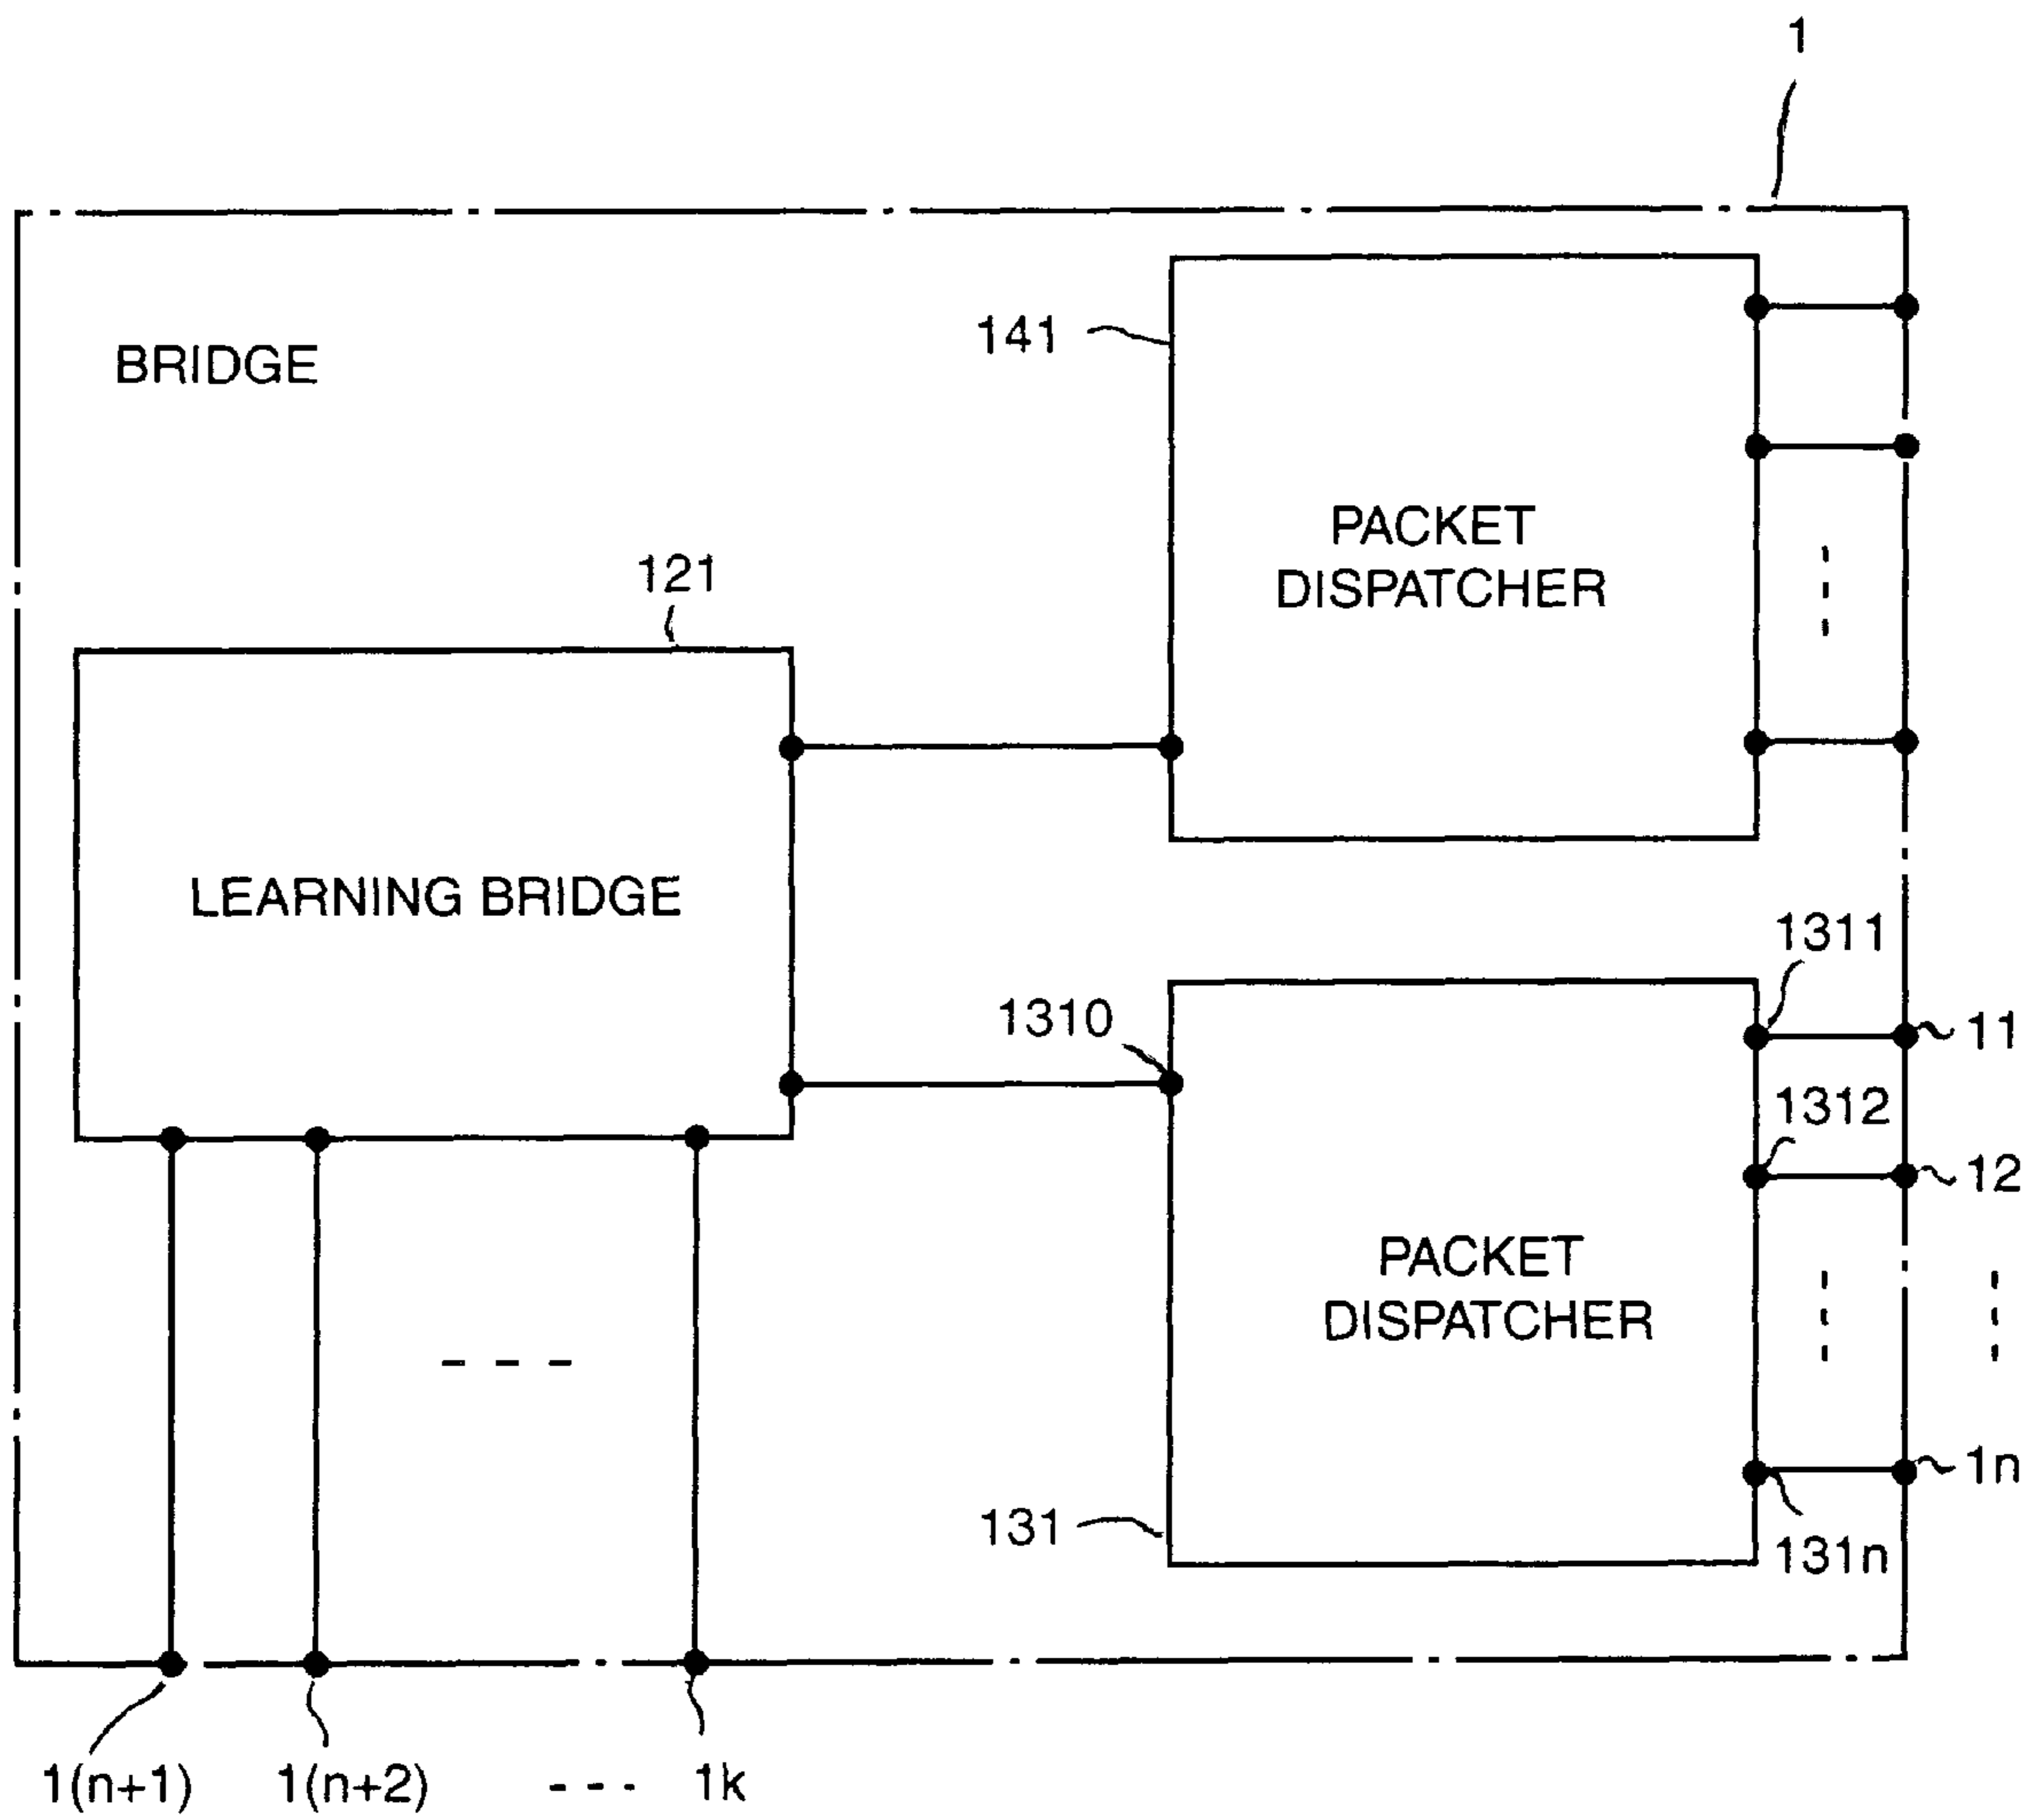 1
BRIDGE
141
PACKET
DISPATCHER
121
LEARNING BRIDGE
1311
1310
11
1312
12
PACKET
DISPATCHER
1n
131
131n
1(n+1)
1(n+2)
--- 1k